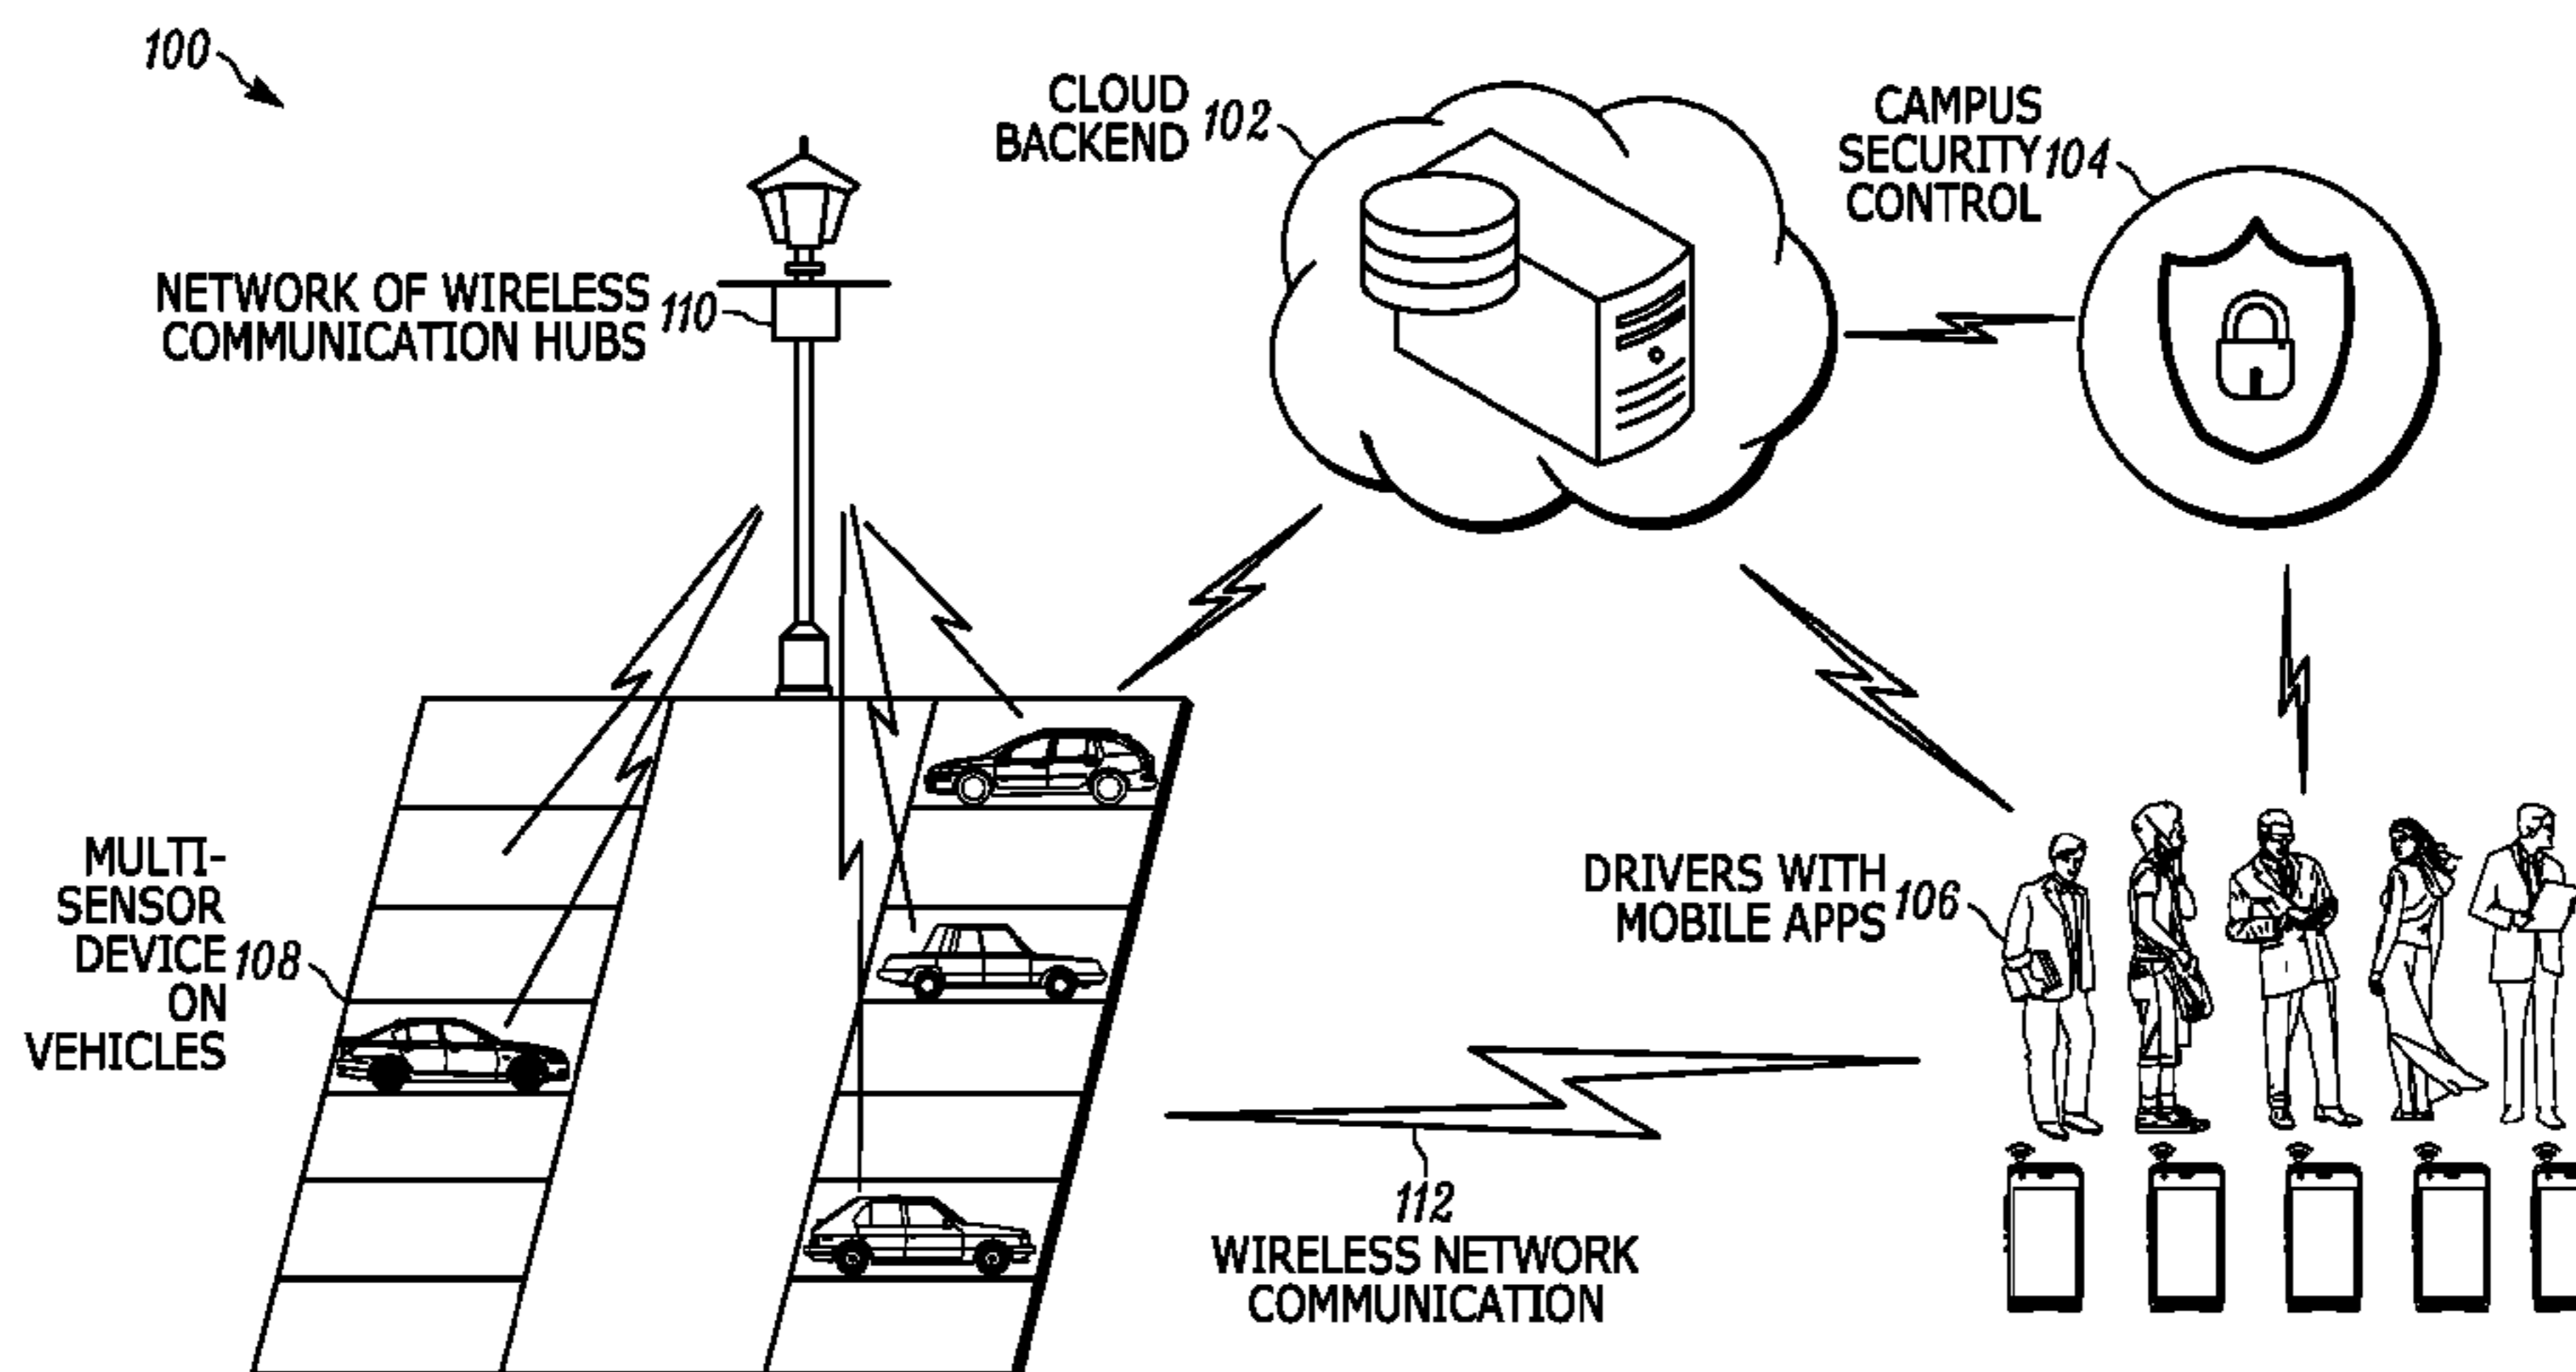 100
CLOUD
BACKEND 102
CAMPUS
SECURITY 104
CONTROL
NETWORK OF WIRELESS
COMMUNICATION HUBS 110
MULTI-
SENSOR
DEVICE 108
ON
VEHICLES
DRIVERS WITH
MOBILE APPS 106
112
WIRELESS NETWORK
COMMUNICATION